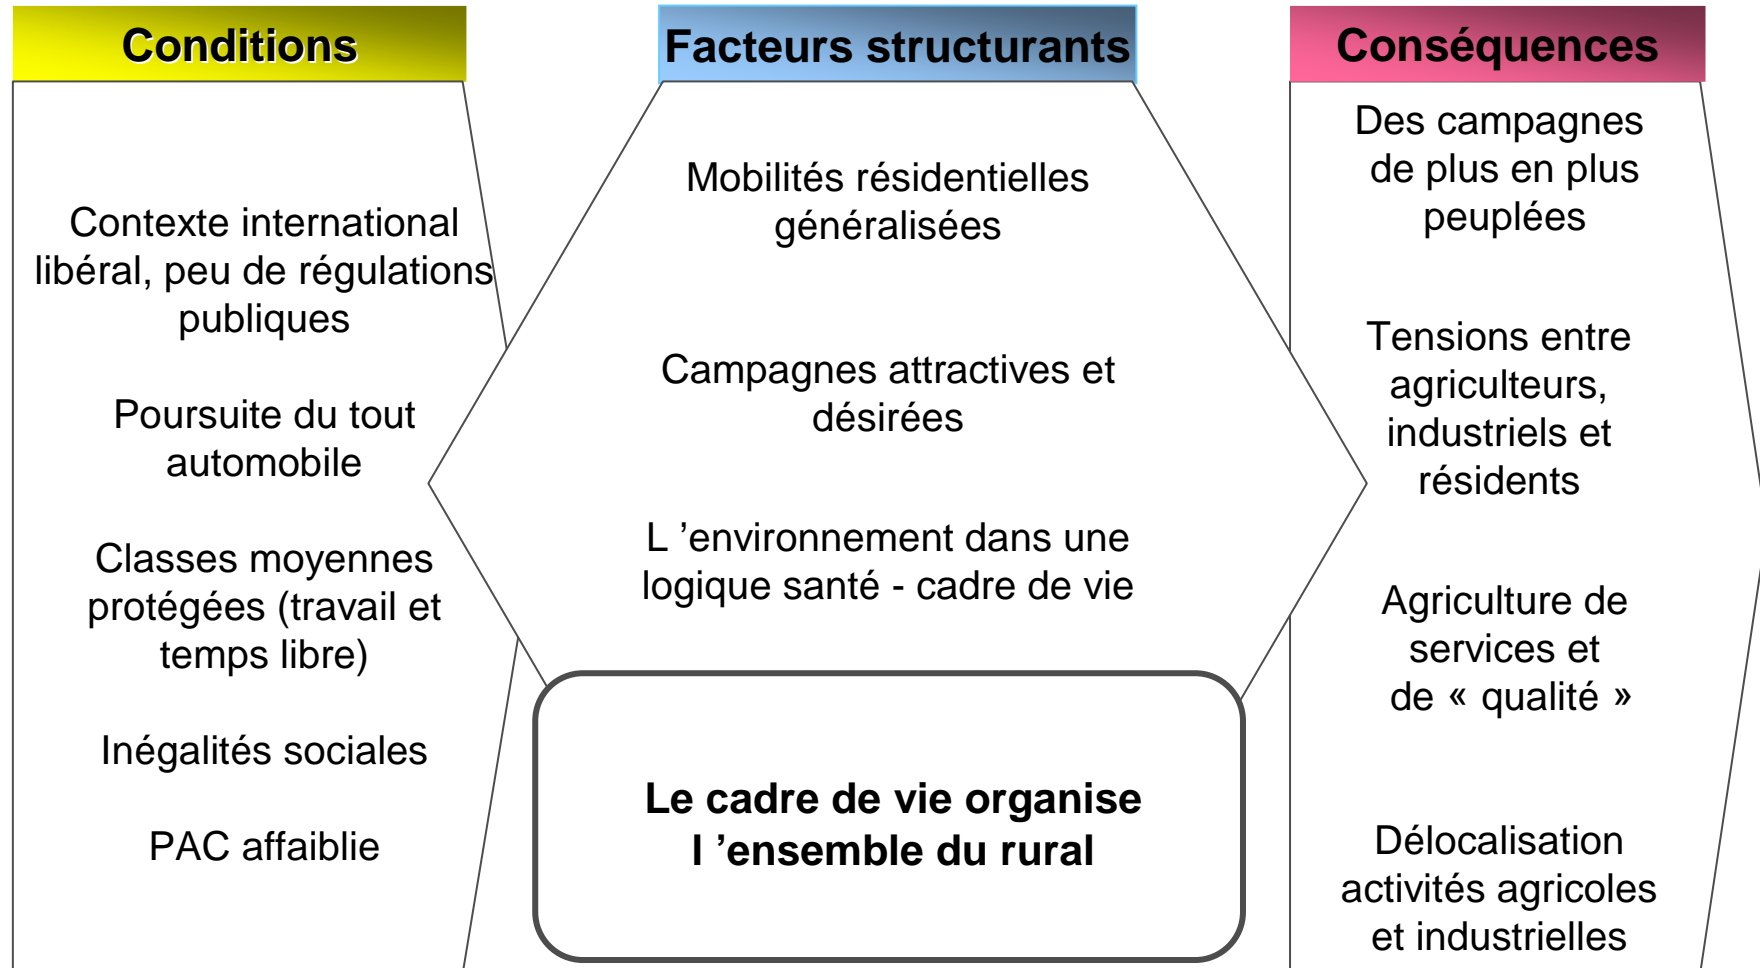 Conditions
Contexte international
libéral, peu de régulations
publiques
Poursuite du tout
automobile
Classes moyennes
protégées (travail et
temps libre)
Inégalités sociales
PAC affaiblie
Facteurs structurants
Mobilités résidentielles
généralisées
Campagnes attractives et
désirées
L ’environnement dans une
logique santé - cadre de vie
Le cadre de vie organise
l ’ensemble du rural
Conséquences
Des campagnes
de plus en plus
peuplées
Tensions entre
agriculteurs,
industriels et
résidents
Agriculture de
services et
de « qualité »
Délocalisation
activités agricoles
et industrielles